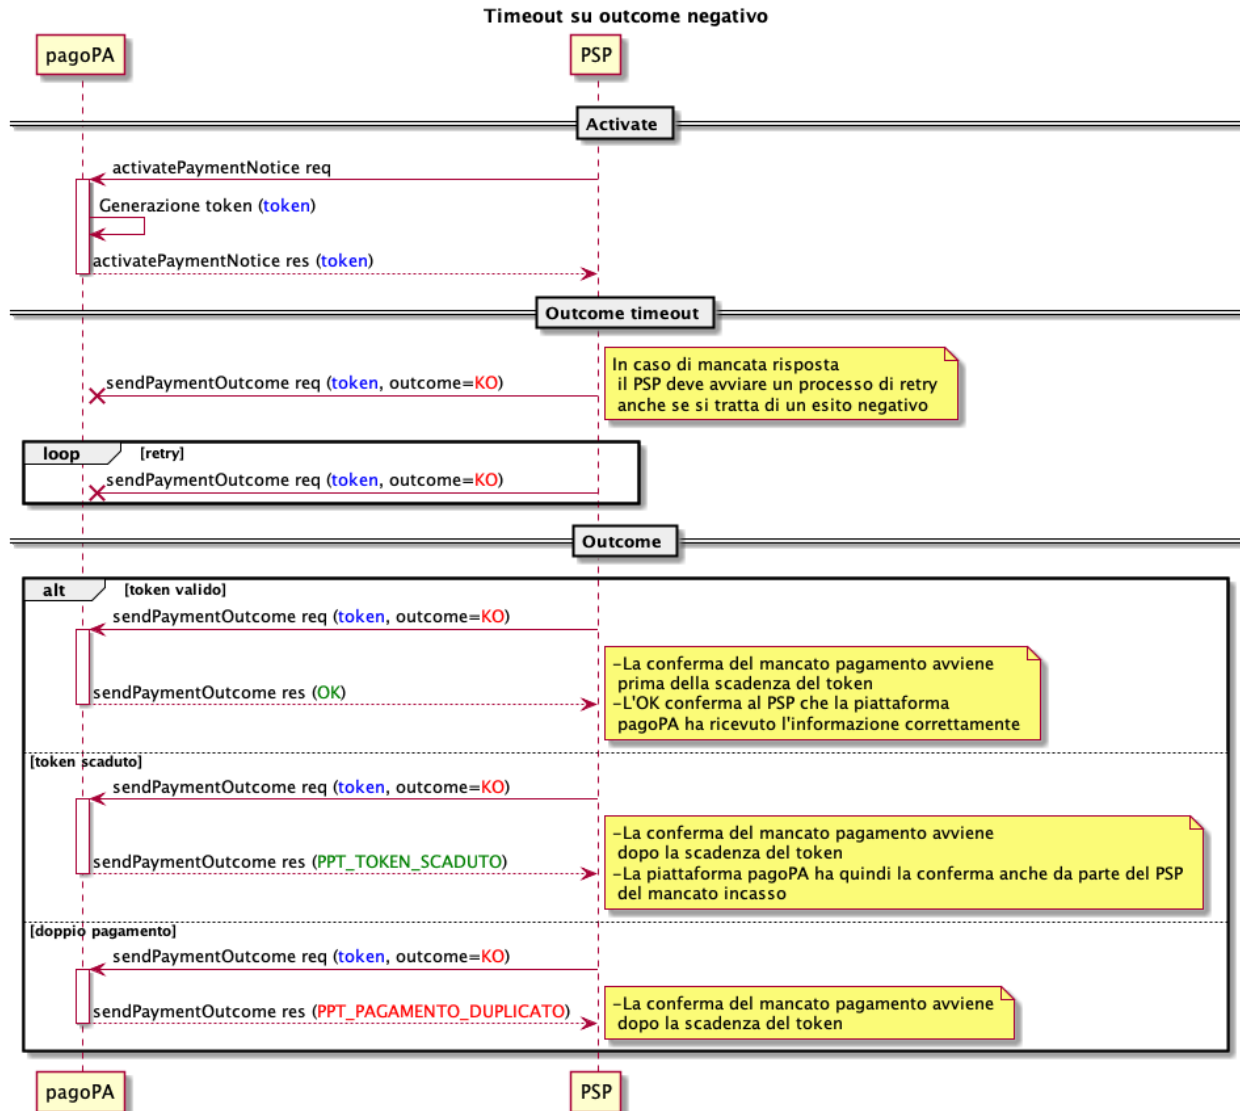 Timeout su outcome negativo
pagoPA
PSP
Activate
activatePaymentNotice req
Generazione token (token)
activatePaymentNotice res (token)
Outcome timeout
In caso di mancata risposta
il PSP deve avviare un processo di retry
anche se si tratta di un esito negativo
sendPaymentOutcome req (token, outcome=KO)
loop
[retry]
sendPaymentOutcome req (token, outcome=KO)
Outcome
alt
[token valido]
sendPaymentOutcome req (token, outcome=KO)
-La conferma del mancato pagamento avviene
prima della scadenza del token
-L'OK conferma al PSP che la piattaforma
pagoPA ha ricevuto l'informazione correttamente
sendPaymentOutcome res (OK)
[token scaduto]
sendPaymentOutcome req (token, outcome=KO)
-La conferma del mancato pagamento avviene
dopo la scadenza del token
-La piattaforma pagoPA ha quindi la conferma anche da parte del PSP
del mancato incasso
sendPaymentOutcome res (PPT_TOKEN_SCADUTO)
[doppio pagamento]
sendPaymentOutcome req (token, outcome=KO)
-La conferma del mancato pagamento avviene
dopo la scadenza del token
sendPaymentOutcome res (PPT_PAGAMENTO_DUPLICATO)
pagoPA
PSP